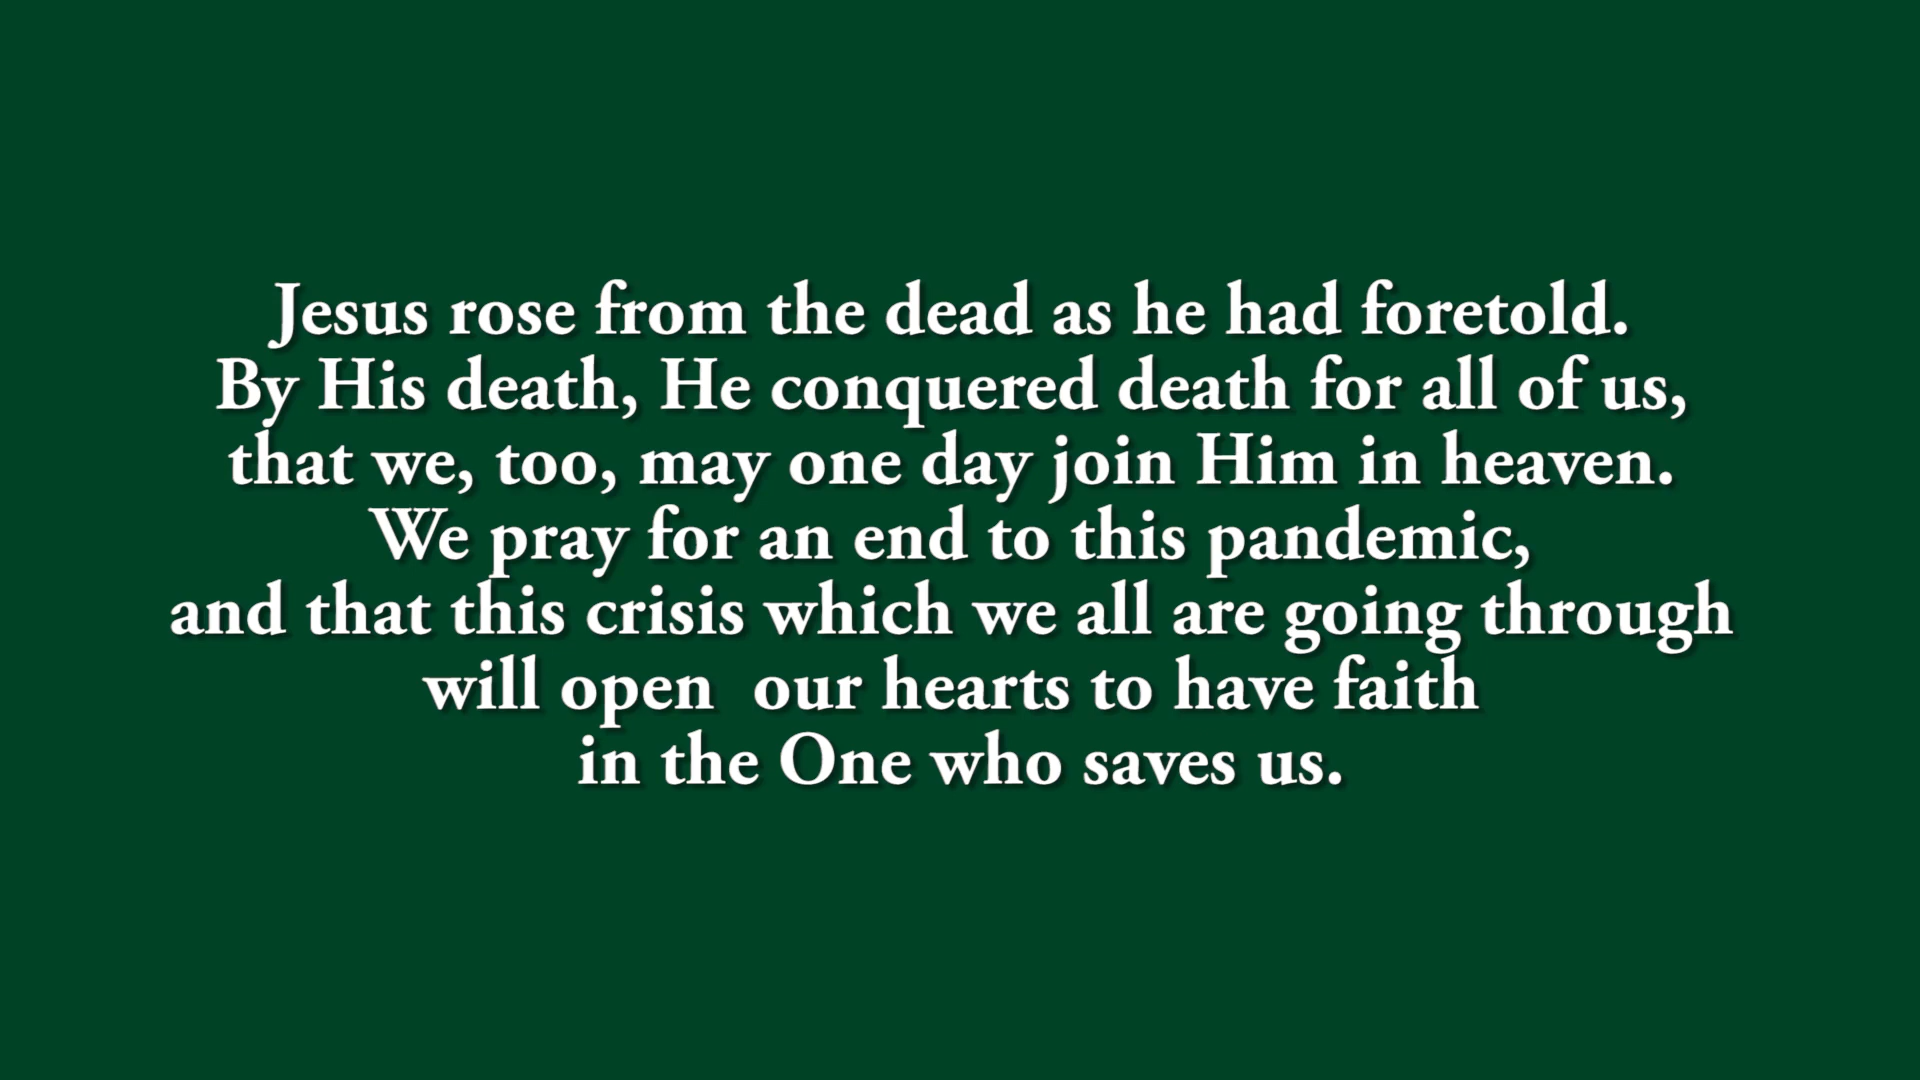 Jesus rose from the dead as he had foretold.
By His death, He conquered death for all of us,
that we, too, may one day join Him in heaven.
We pray for an end to this pandemic,
and that this crisis which we all are going through
will open  our hearts to have faith
in the One who saves us.